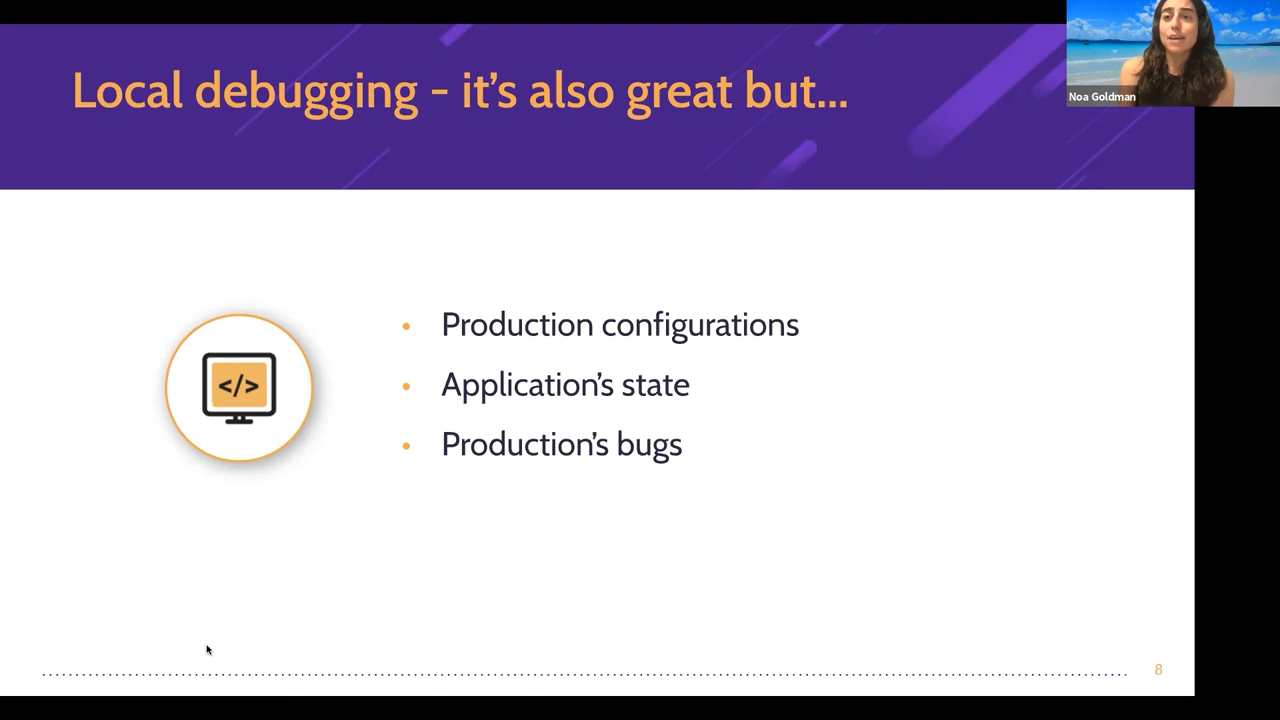 Local debugging - it's also great but...
Noa Goldman
</>
• Production configurations
• Application's state
• Production's bugs
8